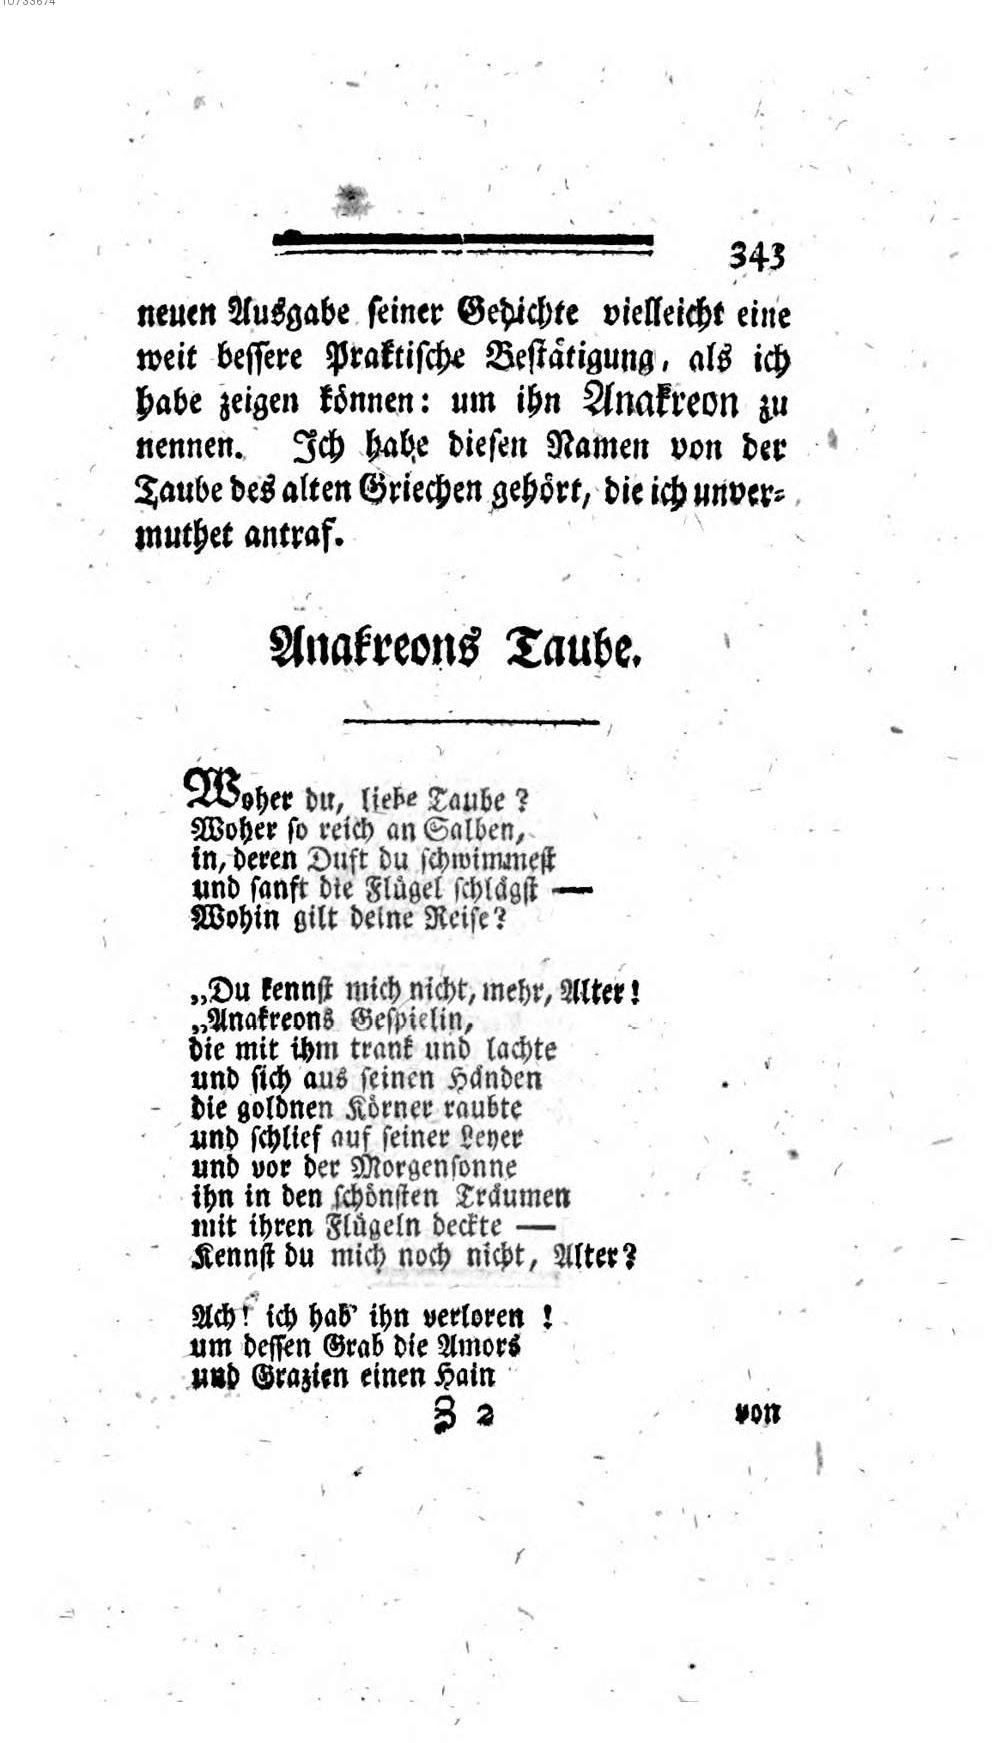 10733674
343
neuen Ausgabe seiner Gedichte vielleicht eine
weit bessere Praktische Bestätigung, als ich
habe zeigen können: um ihn Anakreon zu
nennen. Ich habe diesen Namen von der
Taube des alten Griechen gehört, die ich unver-
muthet antraf.
Anakreons Taube.
Woher du, liebe Taube?
Woher so reich an Salben,
in, deren Duft du schwimmest
und sanft die Flügel schlägst —
Wohin gilt deine Reise?
„Du kennst mich nicht, mehr, Alter!
„Anakreons Gespielin,
die mit ihm trank und lachte
und sich aus seinen Händen
die goldnen Körner raubte
und schlief auf seiner Leyer
und vor der Morgensonne
ihn in den schönsten Träumen
mit ihren Flügeln deckte —
Kennst du mich noch nicht, Alter?
Ach! ich hab' ihn verloren!
um dessen Grab die Amors
und Grazien einen Hain
Z 2 von